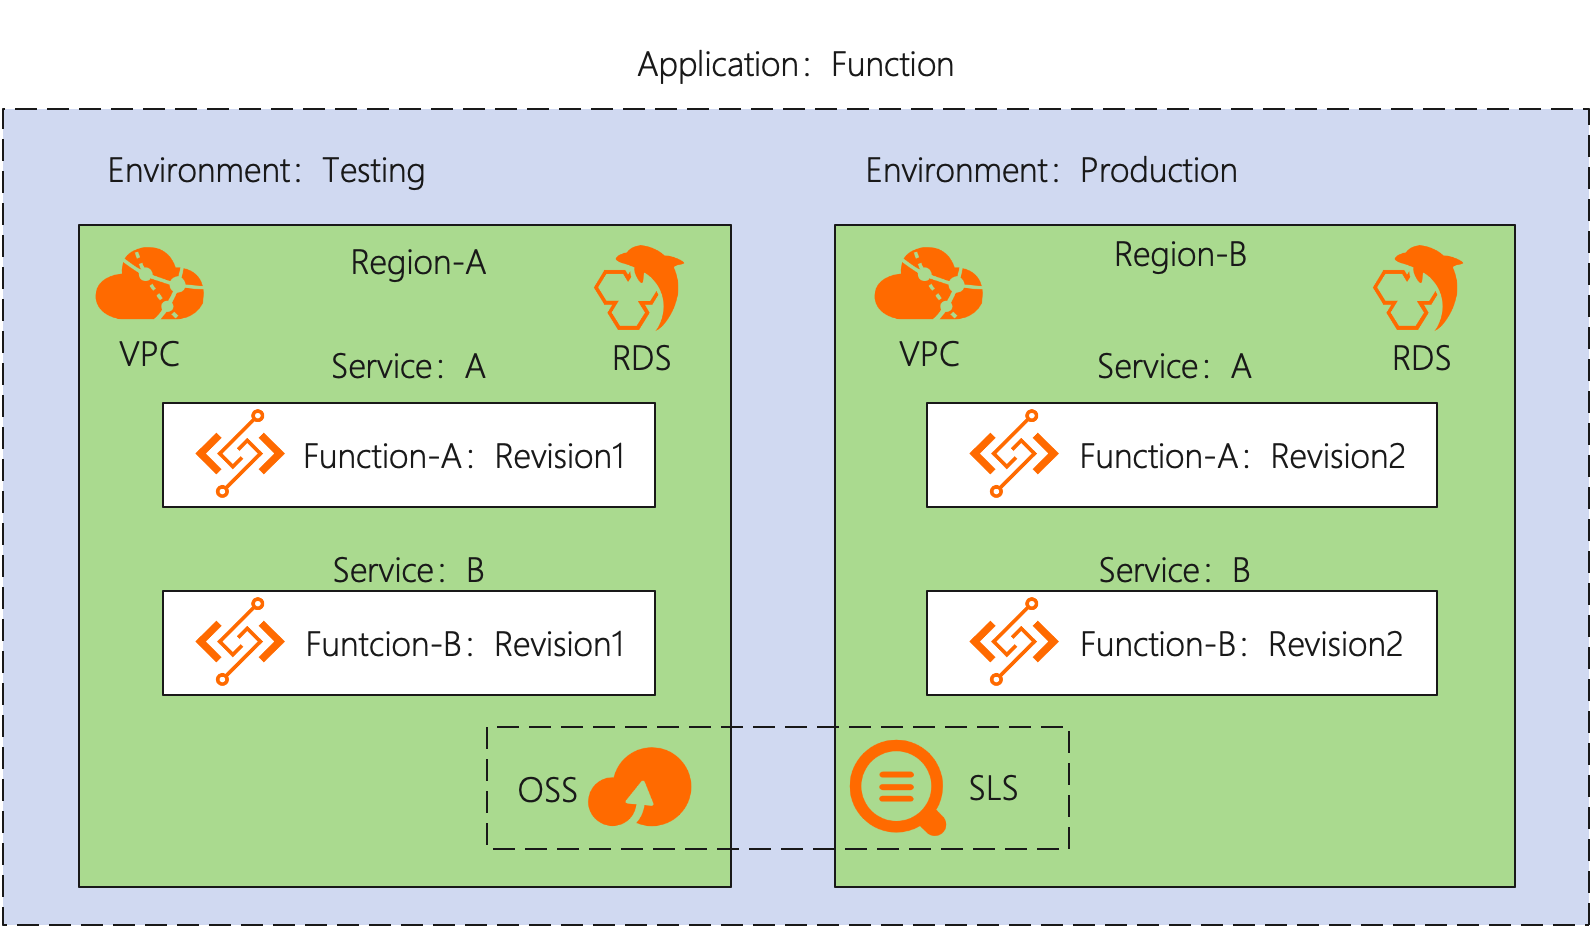 Application: Function
Environment: Testing
Environment: Production
Region-A
VPC
RDS
Service: A
Function-A: Revision1
Service: B
Funtcion-B: Revision1
Region-B
VPC
RDS
Service: A
Function-A: Revision2
Service: B
Function-B: Revision2
OSS
SLS